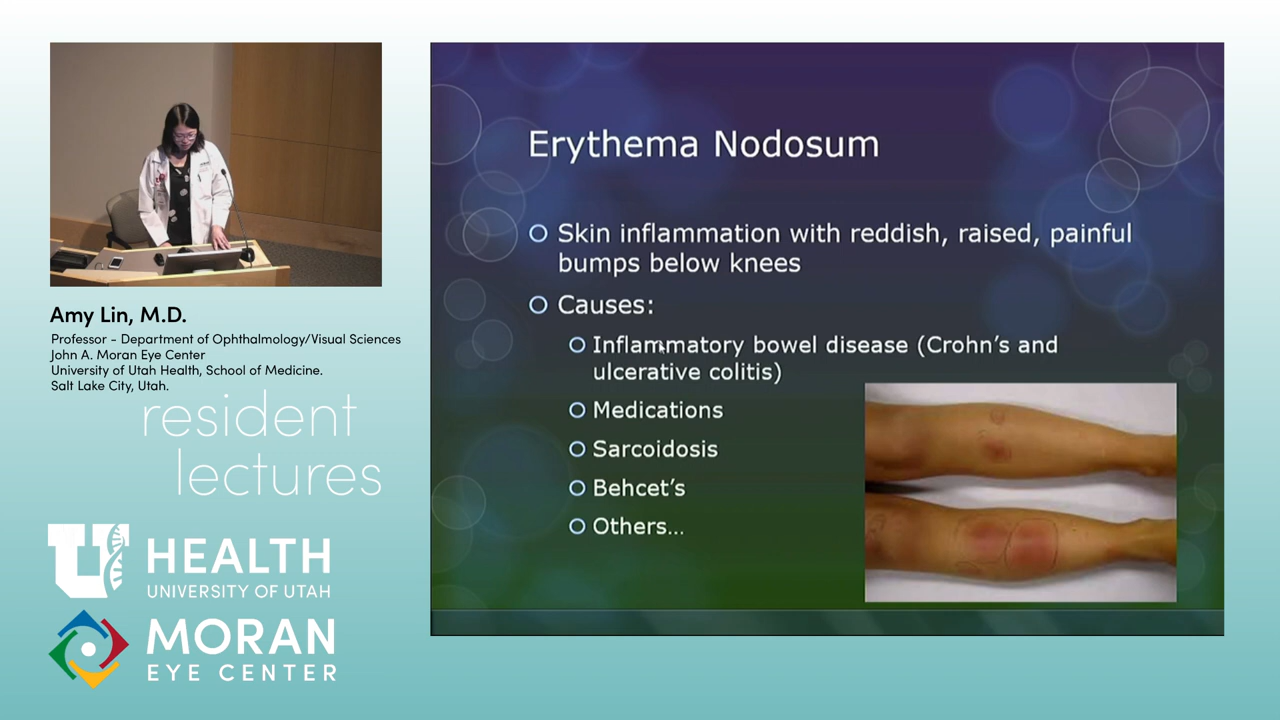 Amy Lin, M.D.
Professor - Department of Ophthalmology/Visual Sciences
John A. Moran Eye Center
University of Utah Health, School of Medicine.
Salt Lake City, Utah.
resident
lectures
U HEALTH
UNIVERSITY OF UTAH
MORAN
EYE CENTER
Erythema Nodosum
Skin inflammation with reddish, raised, painful
bumps below knees
Causes:
Inflammatory bowel disease (Crohn's and
ulcerative colitis)
Medications
Sarcoidosis
Behcet's
Others...